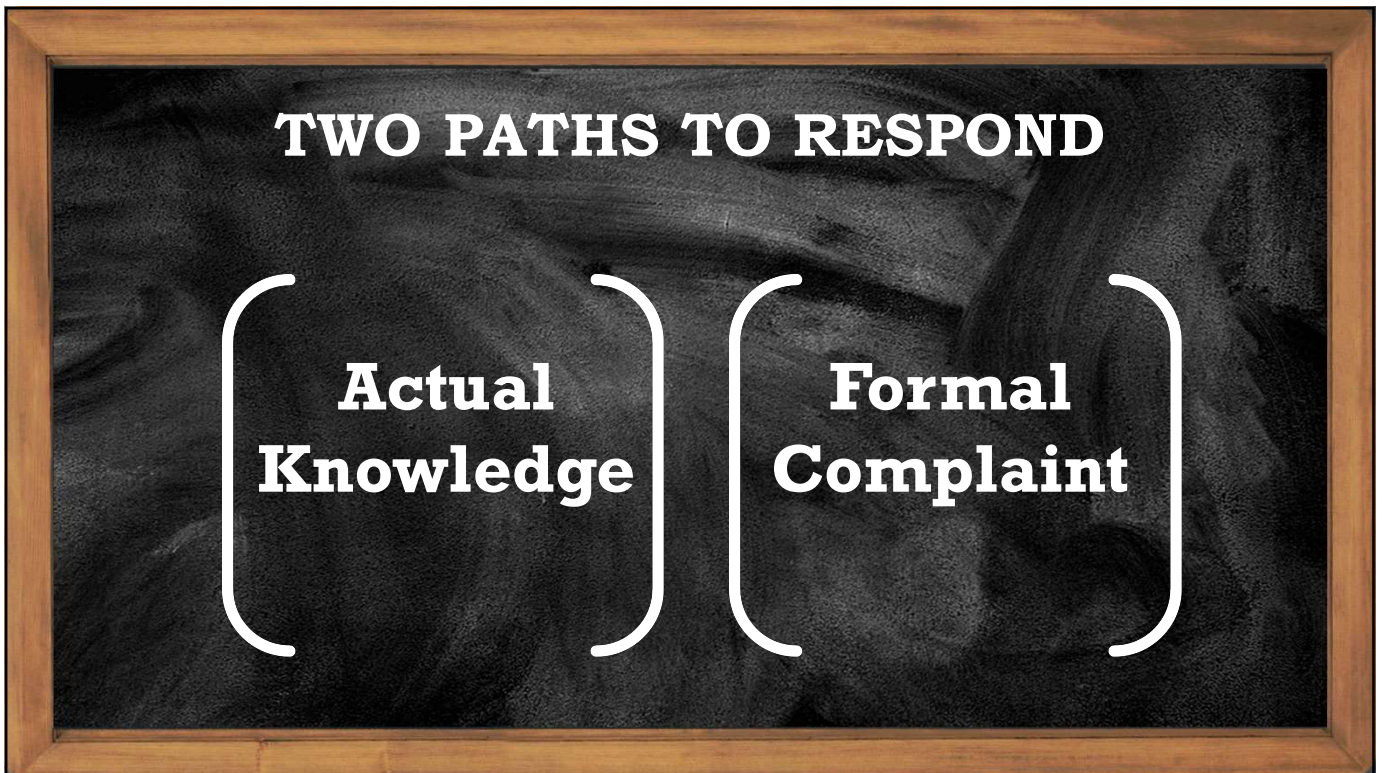 TWO PATHS TO RESPOND
Actual
Knowledge
Formal
Complaint